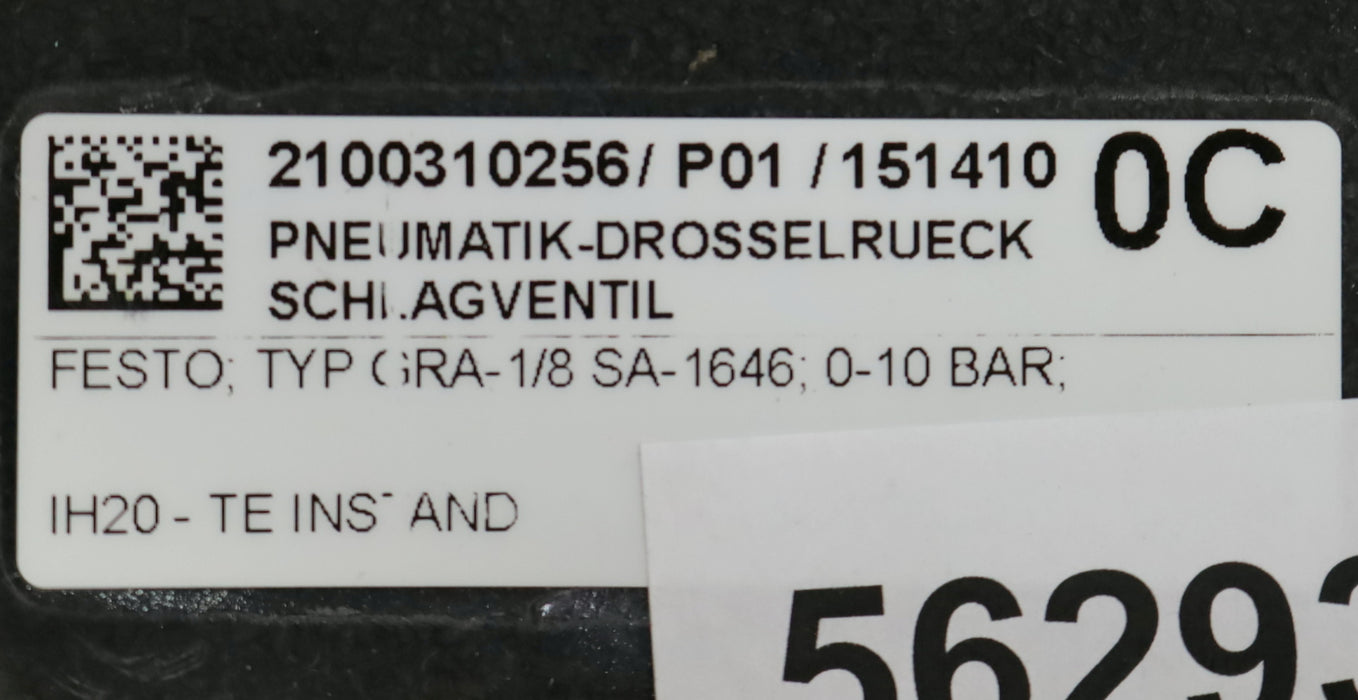 2100310256/ P01 /151410 0C
PNEUMATIK-DROSSELRUECK
SCHLAGVENTIL
FESTO; TYP GRA-1/8 SA-1646; 0-10 BAR;
IH20 - TE INSTAND
56293